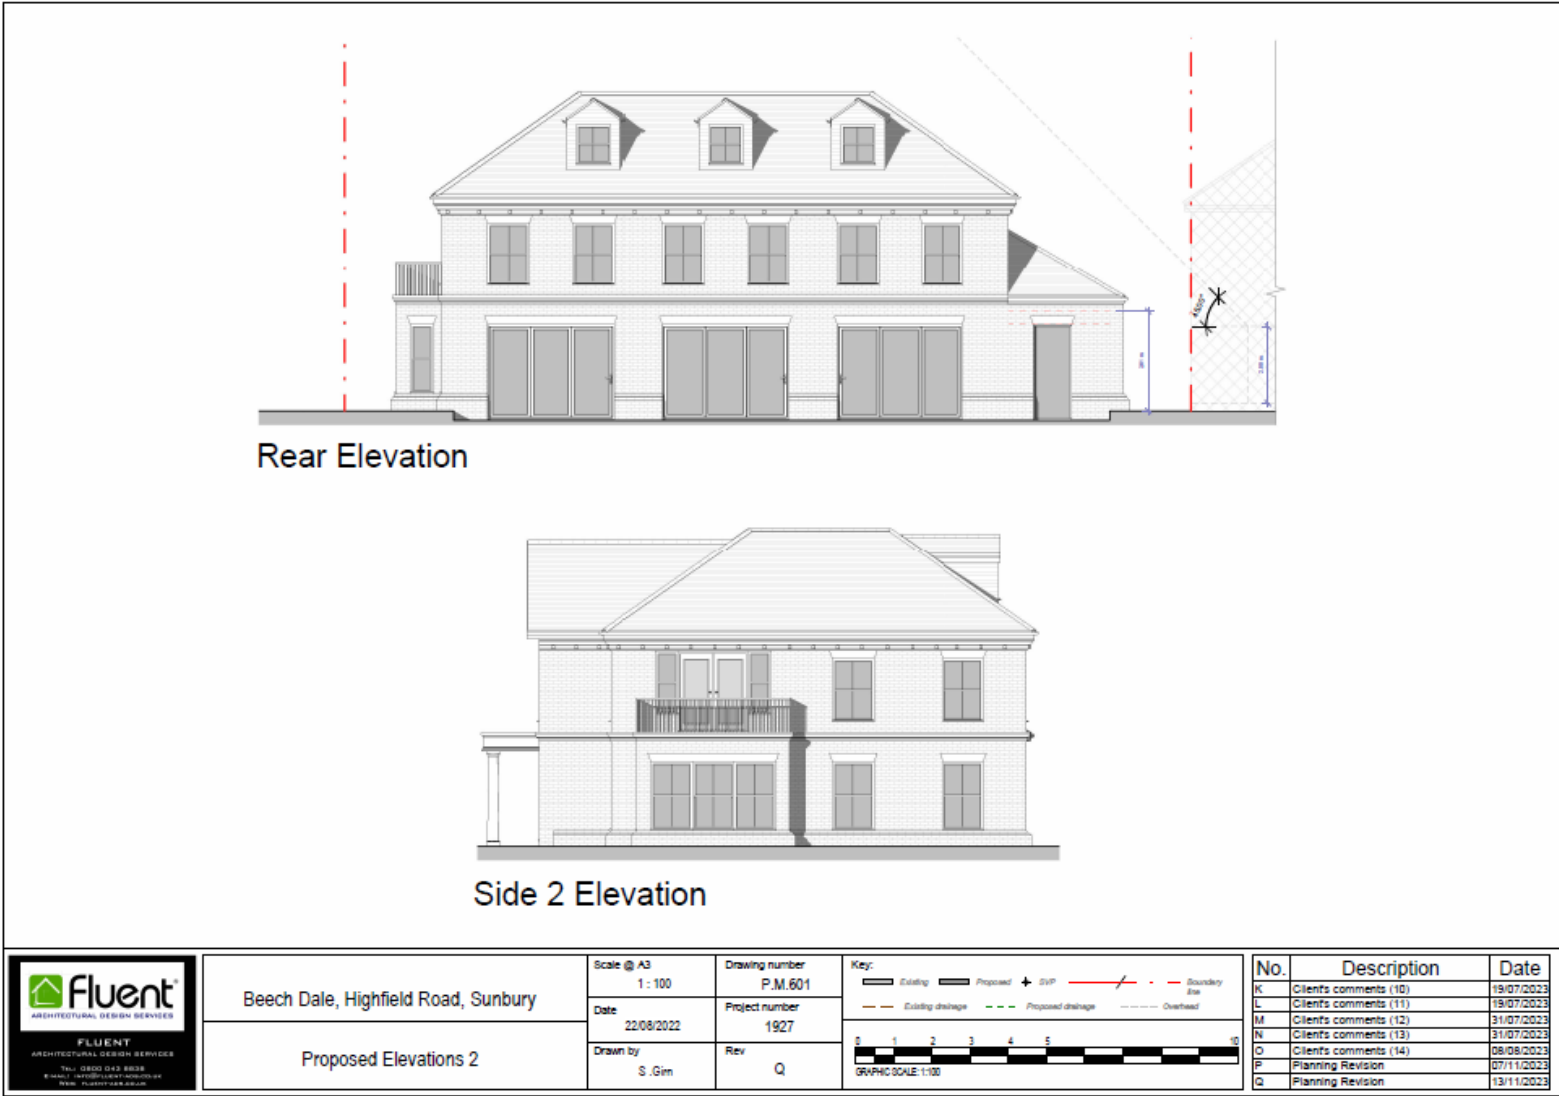 Rear Elevation
Side 2 Elevation
Fluent
ARCHITECTURAL DESIGN SERVICES
FLUENT
ARCHITECTURAL DESIGN SERVICES
Beech Dale, Highfield Road, Sunbury
Proposed Elevations 2
Scale @ A3
1 : 100
Date
22/08/2022
Drawn by
S .Girn
Drawing number
P.M.601
Project number
1927
Rev
Q
Key:
Existing Proposed SVP Boundary line
Existing drainage Proposed drainage Overhead
0 1 2 3 4 5 10
GRAPHIC SCALE: 1:100
No. Description Date
K Client's comments (10) 19/07/2023
L Client's comments (11) 19/07/2023
M Client's comments (12) 31/07/2023
N Client's comments (13) 31/07/2023
O Client's comments (14) 08/08/2023
P Planning Revision 07/11/2023
Q Planning Revision 13/11/2023